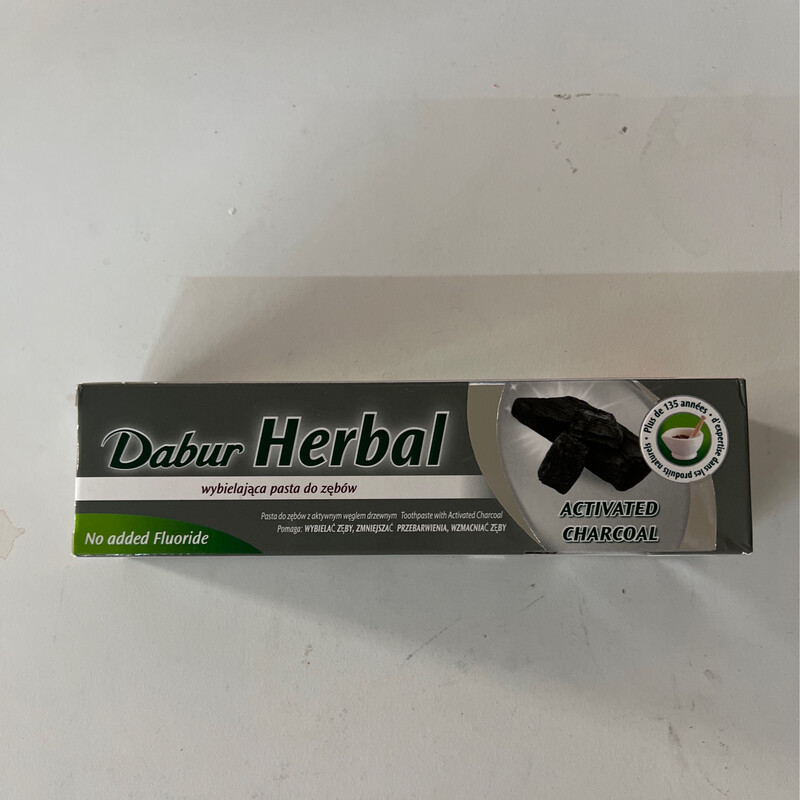 Dabur Herbal
wybielająca pasta do zębów
Pasta do zębów z aktywnym węglem drzewnym Toothpaste with Activated Charcoal
Pomaga: WYBIELAĆ ZĘBY, ZMNIEJSZAĆ PRZEBARWIENIA, WZMACNIAĆ ZĘBY
No added Fluoride
ACTIVATED
CHARCOAL
• Plus de 135 années • d'expertise dans les produits naturels